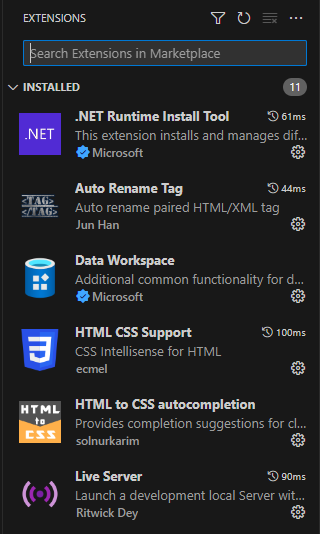 EXTENSIONS
Search Extensions in Marketplace
INSTALLED 11
.NET
.NET Runtime Install Tool 61ms
This extension installs and manages dif...
Microsoft
<TAG>
</TAG>
Auto Rename Tag 44ms
Auto rename paired HTML/XML tag
Jun Han
Data Workspace
Additional common functionality for d...
Microsoft
3
HTML CSS Support 100ms
CSS Intellisense for HTML
ecmel
HTML
to
CSS
HTML to CSS autocompletion
Provides completion suggestions for cl...
solnurkarim
Live Server 90ms
Launch a development local Server wit...
Ritwick Dey